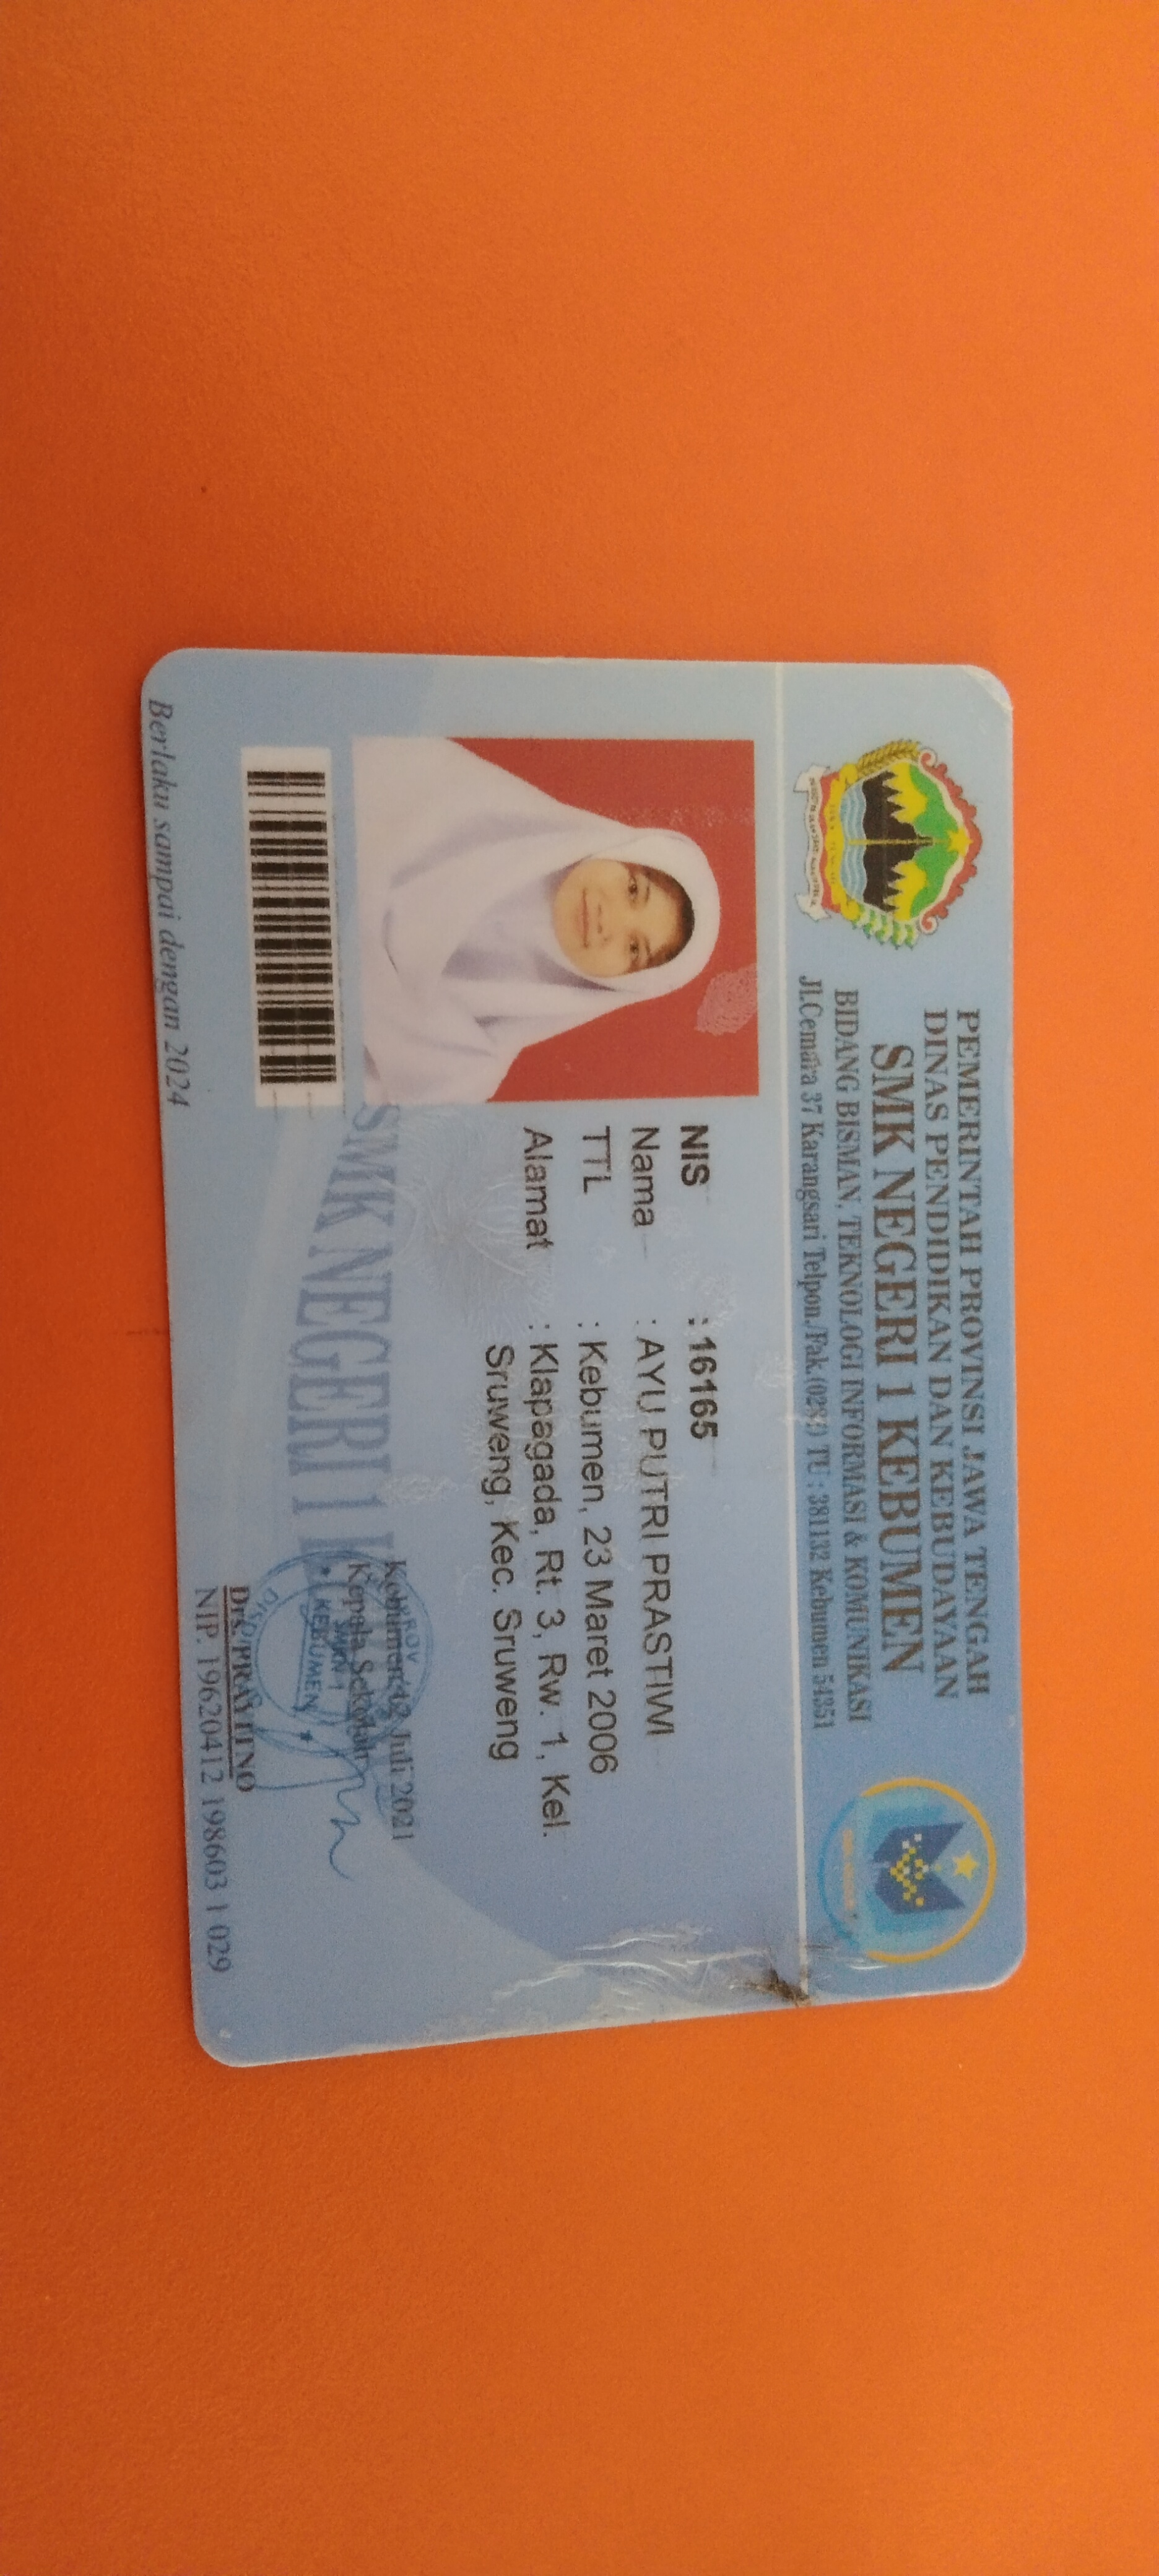 PEMERINTAH PROVINSI JAWA TENGAH
DINAS PENDIDIKAN DAN KEBUDAYAAN
SMK NEGERI 1 KEBUMEN
BIDANG BISMAN, TEKNOLOGI INFORMASI & KOMUNIKASI
Jl.Cemara 37 Karangsari Telpon./Fak.(0287) TU : 381132 Kebumen 54351
NIS : 16165
Nama : AYU PUTRI PRASTIWI
TTL : Kebumen, 23 Maret 2006
Alamat : Klapagada, Rt. 3, Rw. 1, Kel.
Sruweng, Kec. Sruweng
SMK NEGERI 1
Kebumen, 12 Juli 2021
Kepala Sekolah
KEBUMEN
Drs. PRAYITNO
NIP. 19620412 198603 1 029
Berlaku sampai dengan 2024